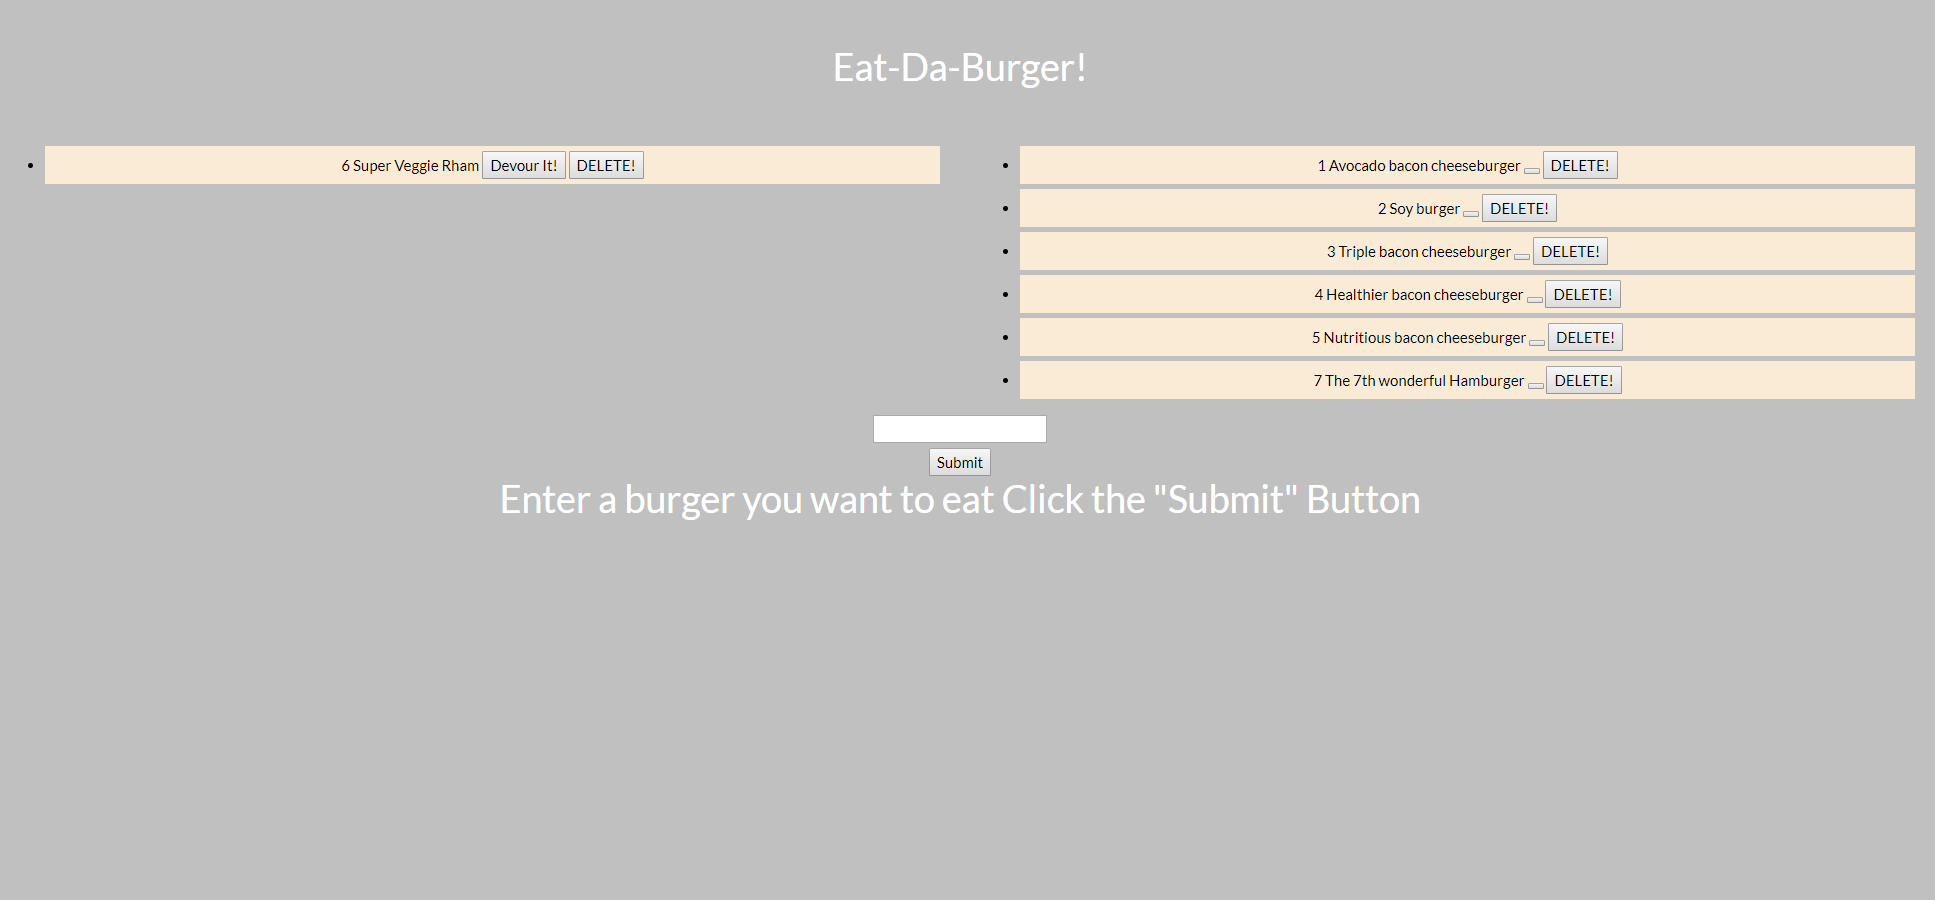 Eat-Da-Burger!
6 Super Veggie Rham Devour It! DELETE!
1 Avocado bacon cheeseburger DELETE!
2 Soy burger DELETE!
3 Triple bacon cheeseburger DELETE!
4 Healthier bacon cheeseburger DELETE!
5 Nutritious bacon cheeseburger DELETE!
7 The 7th wonderful Hamburger DELETE!
Submit
Enter a burger you want to eat Click the "Submit" Button